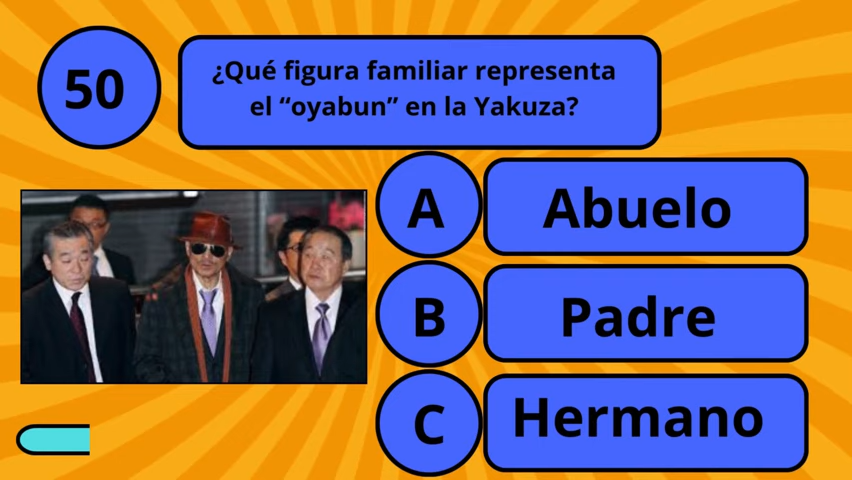 50
¿Qué figura familiar representa
el “oyabun” en la Yakuza?
A
Abuelo
B
Padre
C
Hermano